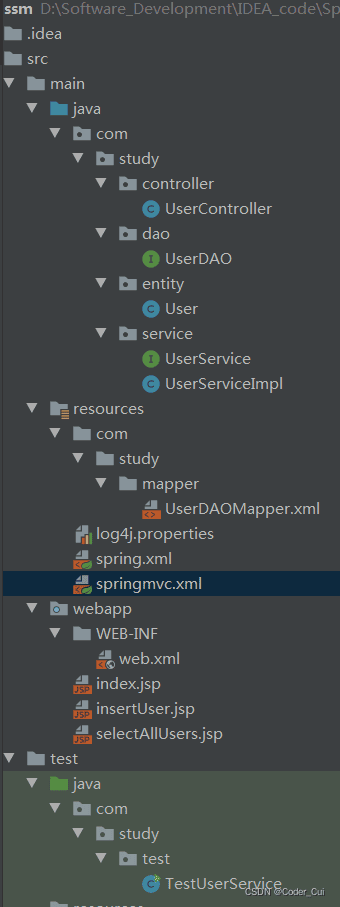 ssm D:\Software_Development\IDEA_code\Sp
.idea
src
main
java
com
study
controller
UserController
dao
UserDAO
entity
User
service
UserService
UserServiceImpl
resources
com
study
mapper
UserDAOMapper.xml
log4j.properties
spring.xml
springmvc.xml
webapp
WEB-INF
web.xml
index.jsp
insertUser.jsp
selectAllUsers.jsp
test
java
com
study
test
TestUserService
CSDN @Coder_Cui